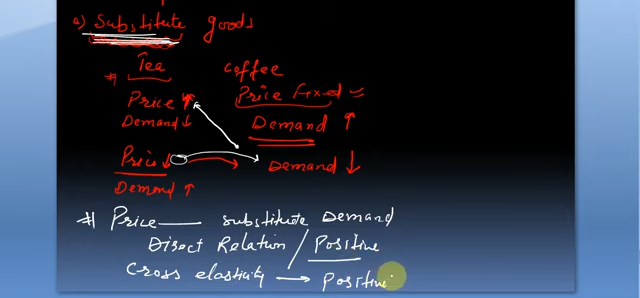 a) Substitute goods
Tea coffee
# Price ↑ Price Fixed
Demand ↓ Demand ↑
Price ↓ Demand ↓
Demand ↑
# Price — substitute Demand
Direct Relation / Positive
Cross elasticity → Positive